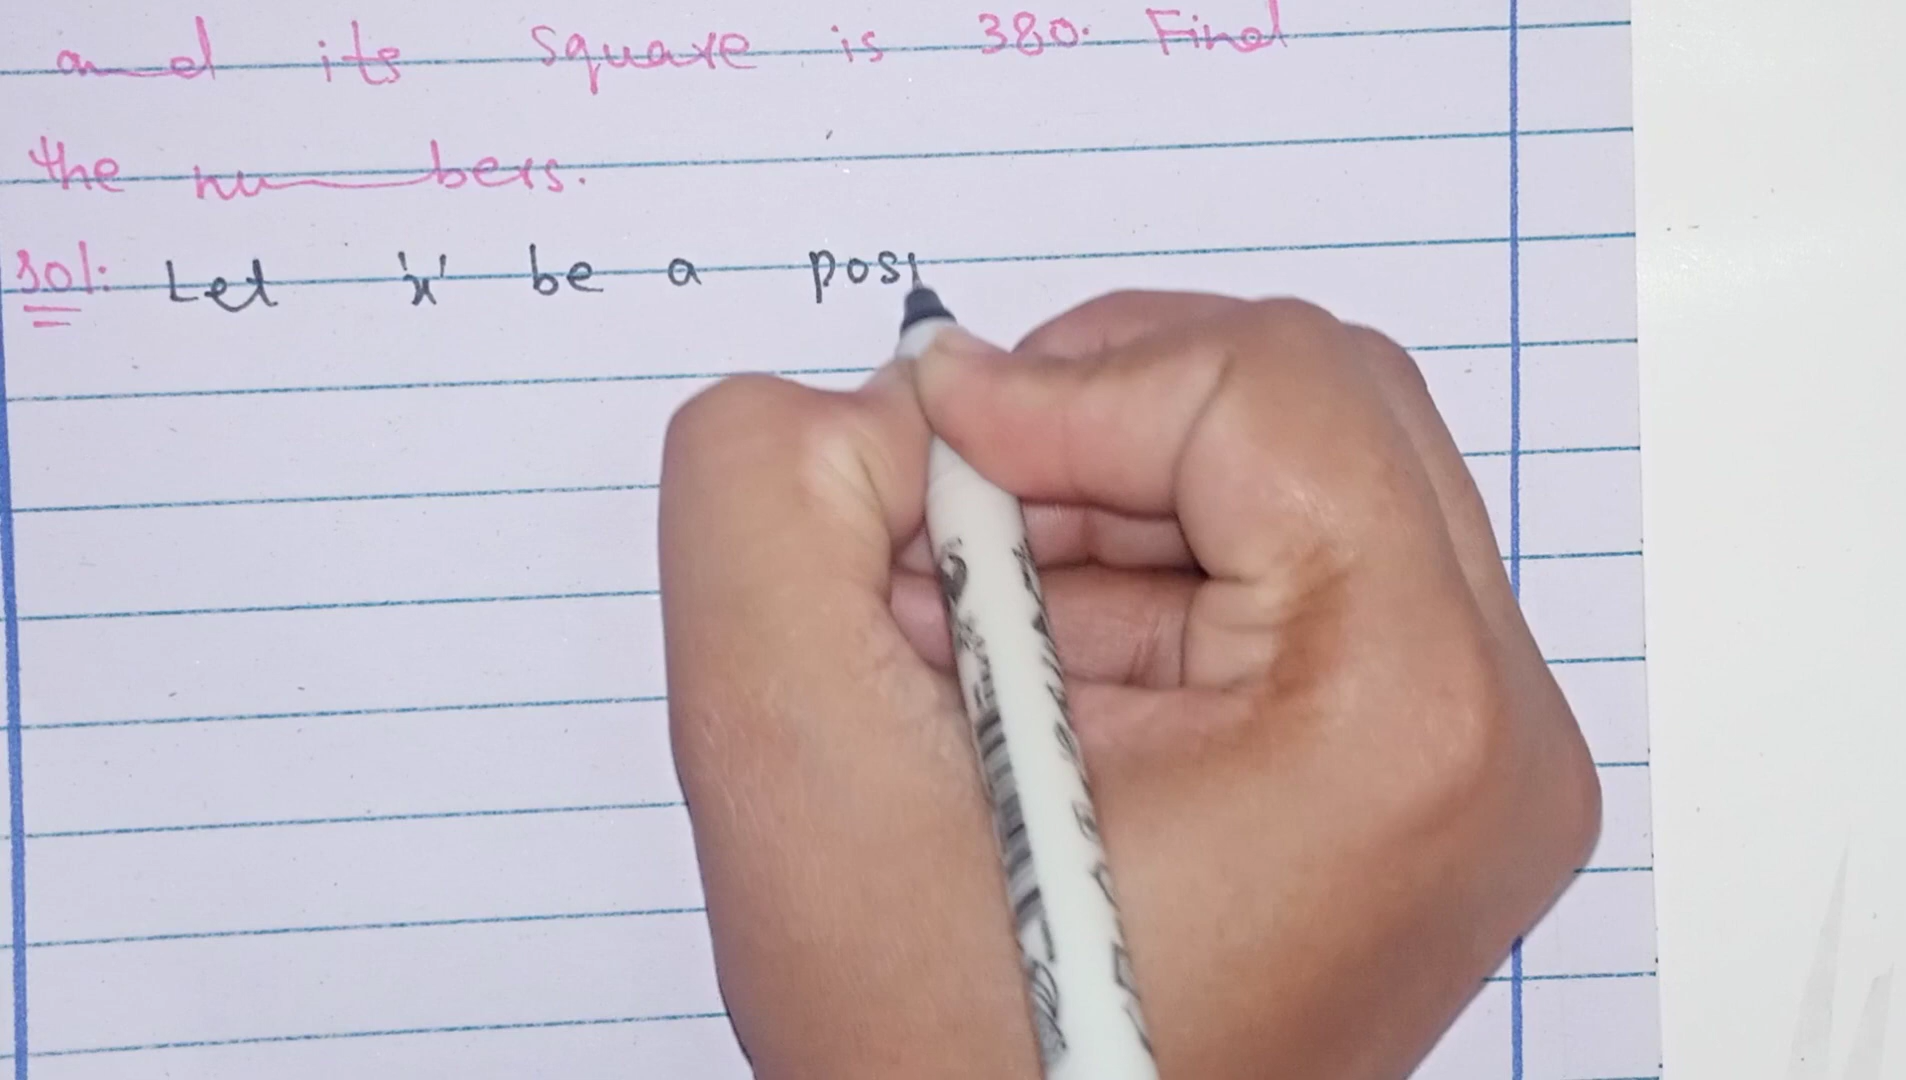 and its square is 380. Find
the numbers.
Sol: Let 'x' be a posi